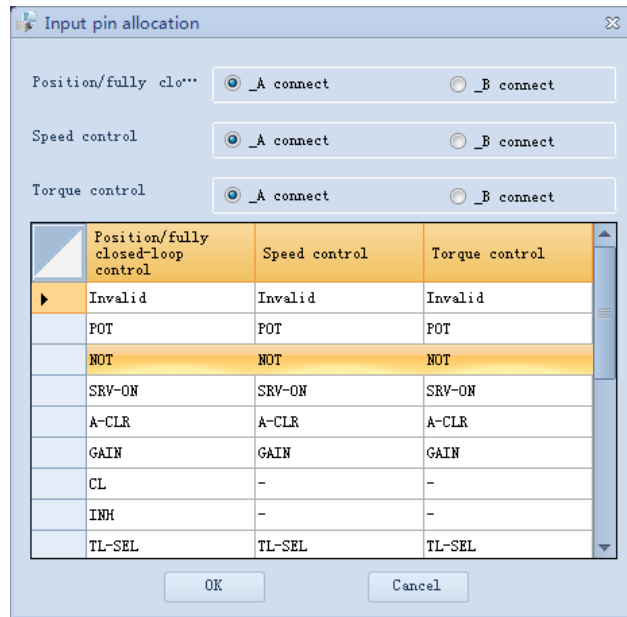 Input pin allocation
Position/fully clo… _A connect _B connect
Speed control _A connect _B connect
Torque control _A connect _B connect
Position/fully
closed-loop
control
Speed control
Torque control
Invalid Invalid Invalid
POT POT POT
NOT NOT NOT
SRV-ON SRV-ON SRV-ON
A-CLR A-CLR A-CLR
GAIN GAIN GAIN
CL - -
INH - -
TL-SEL TL-SEL TL-SEL
OK Cancel